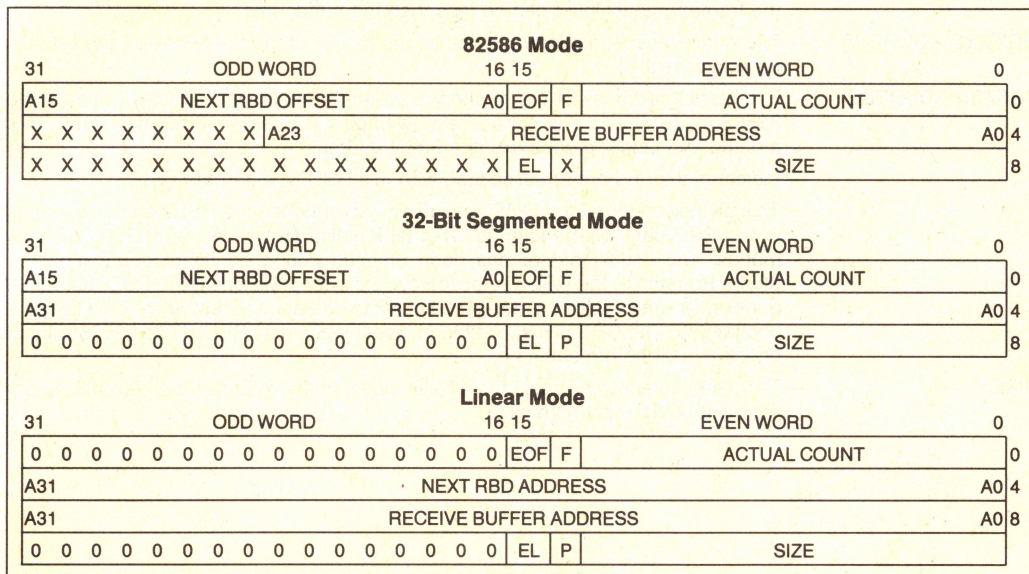 82586 Mode
31 ODD WORD 16 15 EVEN WORD 0
A15 NEXT RBD OFFSET A0 EOF F ACTUAL COUNT 0
X X X X X X X X A23 RECEIVE BUFFER ADDRESS A0 4
X X X X X X X X X X X X X X X X EL X SIZE 8
32-Bit Segmented Mode
31 ODD WORD 16 15 EVEN WORD 0
A15 NEXT RBD OFFSET A0 EOF F ACTUAL COUNT 0
A31 RECEIVE BUFFER ADDRESS A0 4
0 0 0 0 0 0 0 0 0 0 0 0 0 0 0 0 EL P SIZE 8
Linear Mode
31 ODD WORD 16 15 EVEN WORD 0
0 0 0 0 0 0 0 0 0 0 0 0 0 0 0 0 EOF F ACTUAL COUNT 0
A31 NEXT RBD ADDRESS A0 4
A31 RECEIVE BUFFER ADDRESS A0 8
0 0 0 0 0 0 0 0 0 0 0 0 0 0 0 0 EL P SIZE